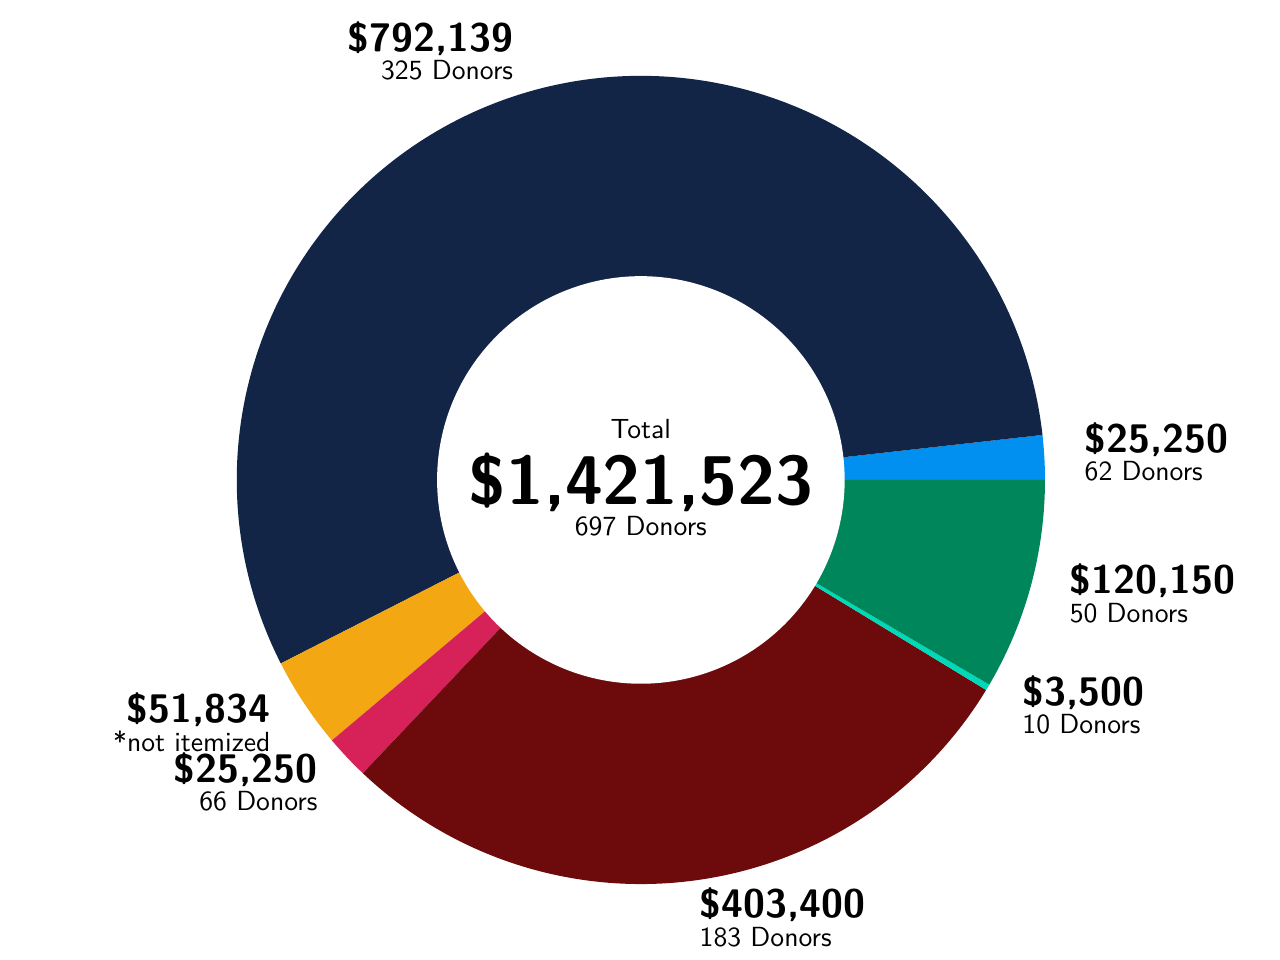 $792,139
325 Donors
Total
$1,421,523
697 Donors
$25,250
62 Donors
$120,150
50 Donors
$3,500
10 Donors
$51,834
*not itemized
$25,250
66 Donors
$403,400
183 Donors